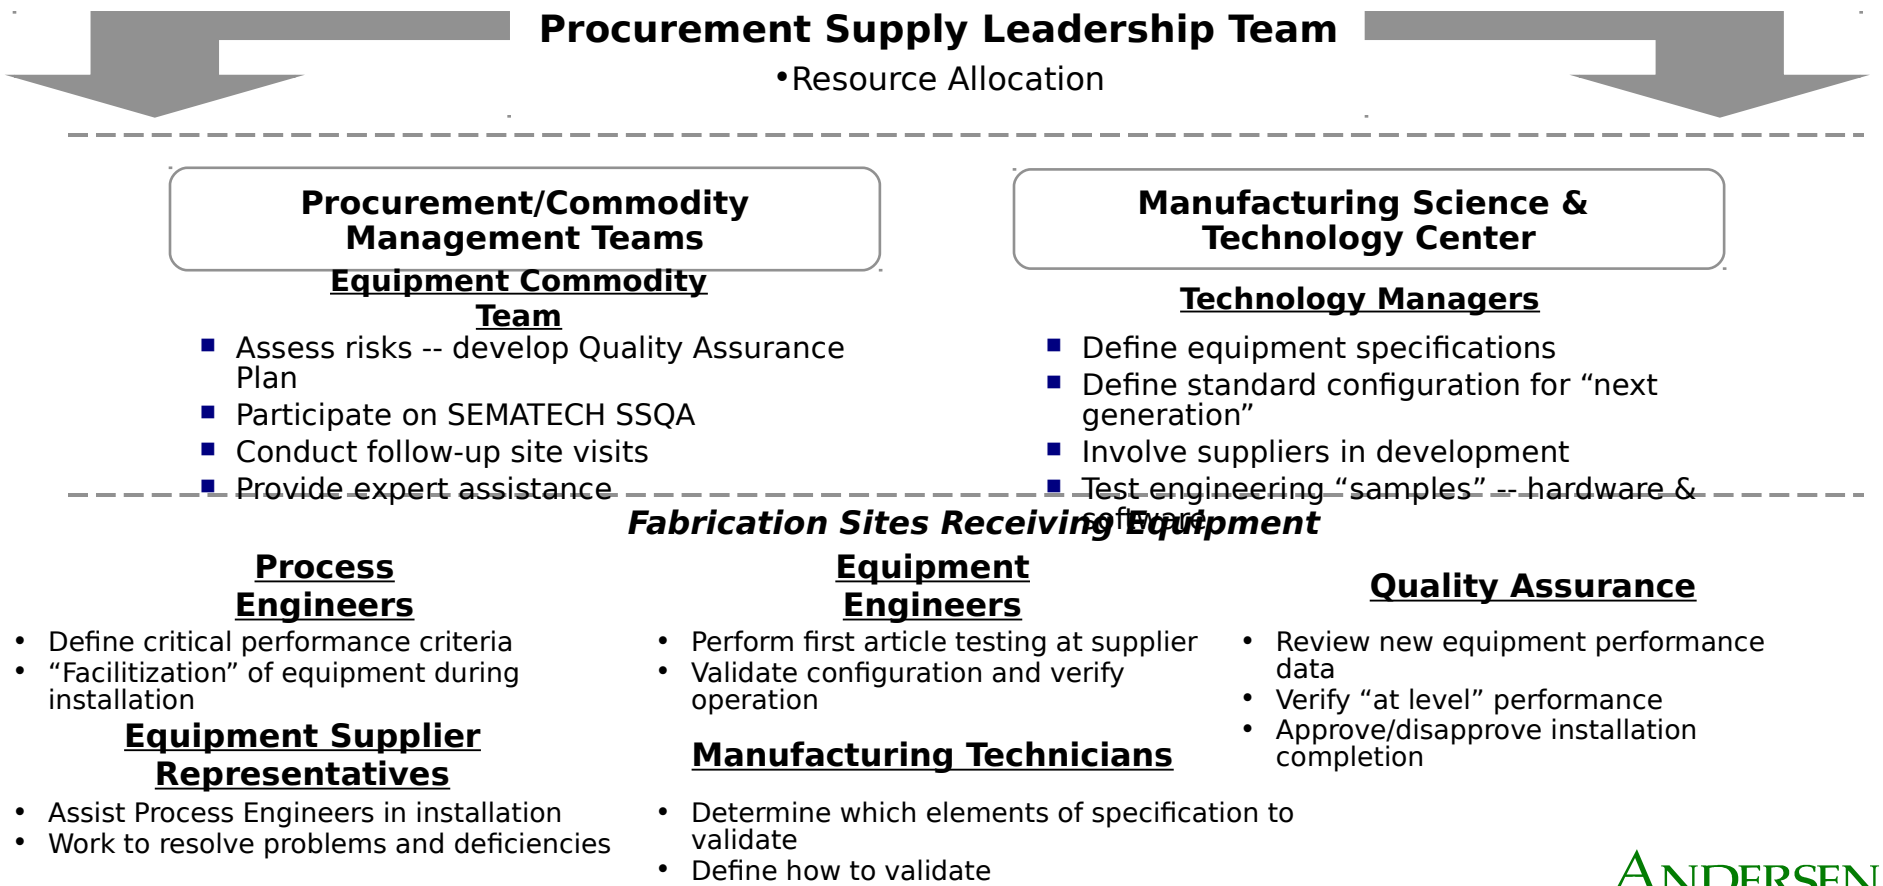 Procurement Supply Leadership Team
•Resource Allocation
Procurement/Commodity
Management Teams
Equipment Commodity
Team
■ Assess risks -- develop Quality Assurance
Plan
■ Participate on SEMATECH SSQA
■ Conduct follow-up site visits
■ Provide expert assistance
Manufacturing Science &
Technology Center
Technology Managers
■ Define equipment specifications
■ Define standard configuration for “next
generation”
■ Involve suppliers in development
■ Test engineering “samples” -- hardware &
software
Fabrication Sites Receiving Equipment
Process
Engineers
• Define critical performance criteria
• “Facilitization” of equipment during
installation
Equipment Supplier
Representatives
• Assist Process Engineers in installation
• Work to resolve problems and deficiencies
Equipment
Engineers
• Perform first article testing at supplier
• Validate configuration and verify
operation
Manufacturing Technicians
• Determine which elements of specification to
validate
• Define how to validate
Quality Assurance
• Review new equipment performance
data
• Verify “at level” performance
• Approve/disapprove installation
completion
ANDERSEN